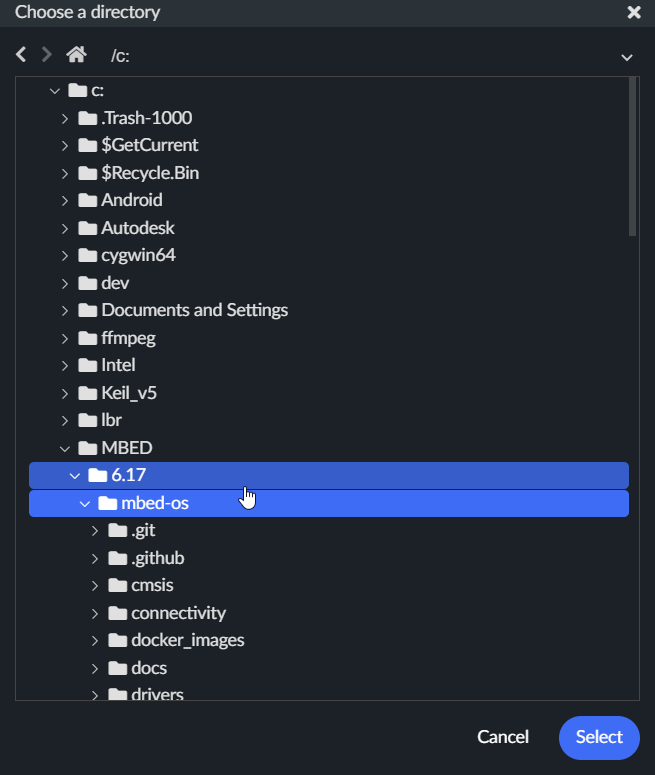 Choose a directory
/c:
c:
.Trash-1000
$GetCurrent
$Recycle.Bin
Android
Autodesk
cygwin64
dev
Documents and Settings
ffmpeg
Intel
Keil_v5
lbr
MBED
6.17
mbed-os
.git
.github
cmsis
connectivity
docker_images
docs
drivers
Cancel Select